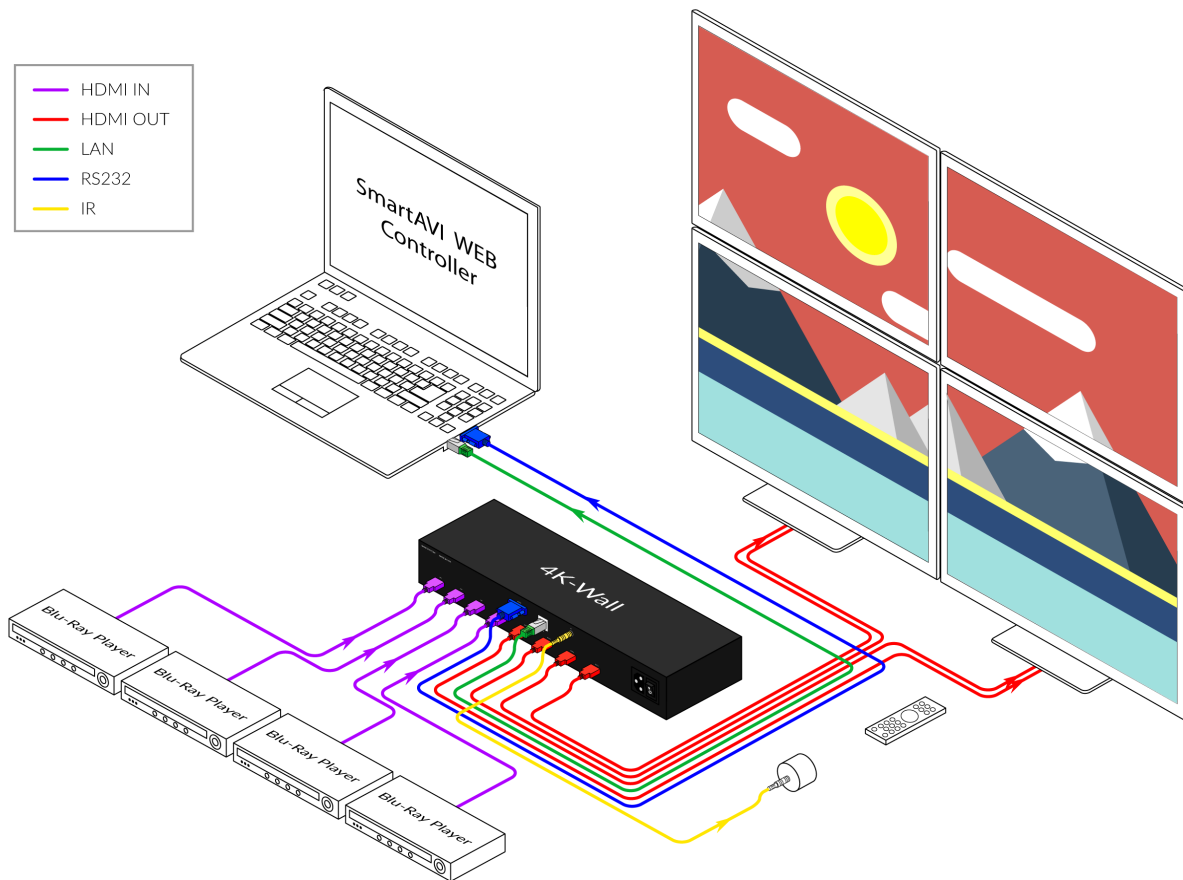 HDMI IN
HDMI OUT
LAN
RS232
IR
SmartAVI WEB
Controller
4K-Wall
Blu-Ray Player
Blu-Ray Player
Blu-Ray Player
Blu-Ray Player